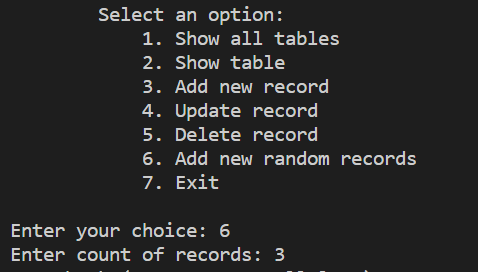 Select an option:
1. Show all tables
2. Show table
3. Add new record
4. Update record
5. Delete record
6. Add new random records
7. Exit
Enter your choice: 6
Enter count of records: 3